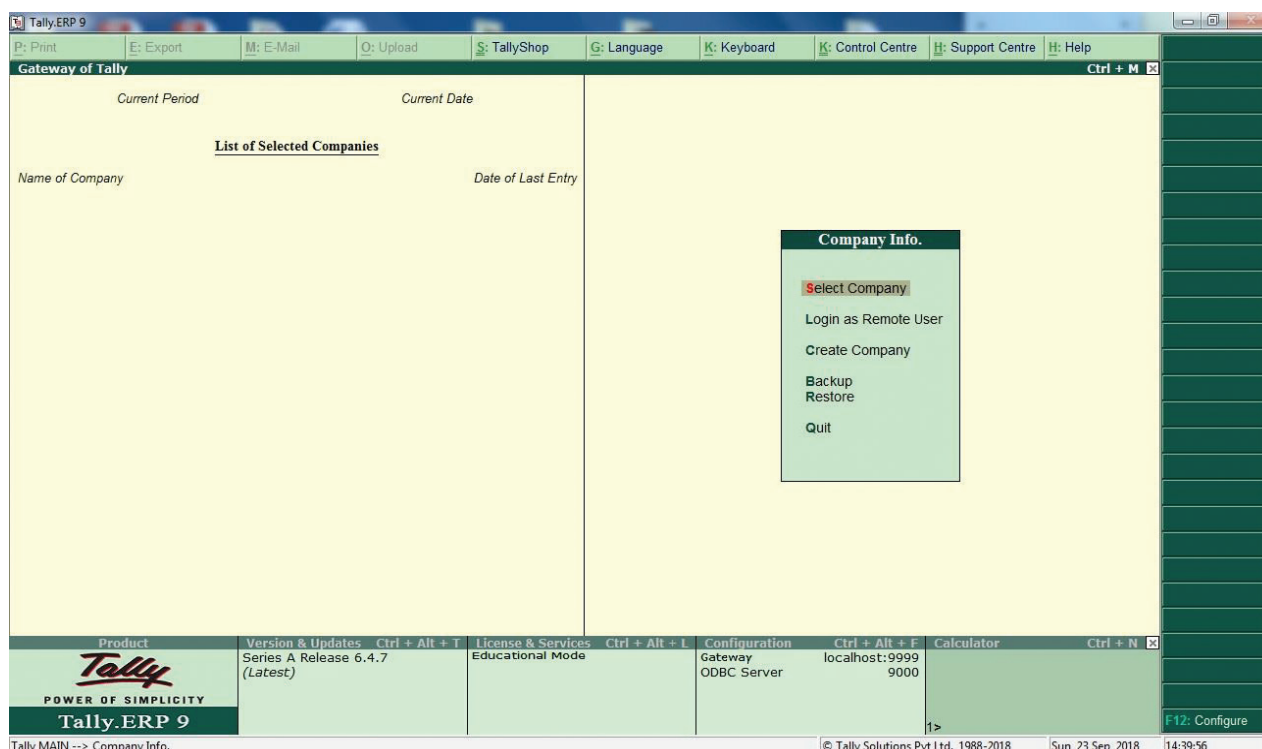 Tally.ERP 9
P: Print E: Export M: E-Mail O: Upload S: TallyShop G: Language K: Keyboard K: Control Centre H: Support Centre H: Help
Gateway of Tally Ctrl + M
Current Period Current Date
List of Selected Companies
Name of Company Date of Last Entry
Company Info.
Select Company
Login as Remote User
Create Company
Backup
Restore
Quit
Product Version & Updates Ctrl + Alt + T License & Services Ctrl + Alt + L Configuration Ctrl + Alt + F Calculator Ctrl + N
Tally
POWER OF SIMPLICITY
Tally.ERP 9
Series A Release 6.4.7
(Latest)
Educational Mode
Gateway localhost:9999
ODBC Server 9000
1>
F12: Configure
Tally MAIN --> Company Info. © Tally Solutions Pvt Ltd., 1988-2018 Sun, 23 Sep, 2018 14:39:56